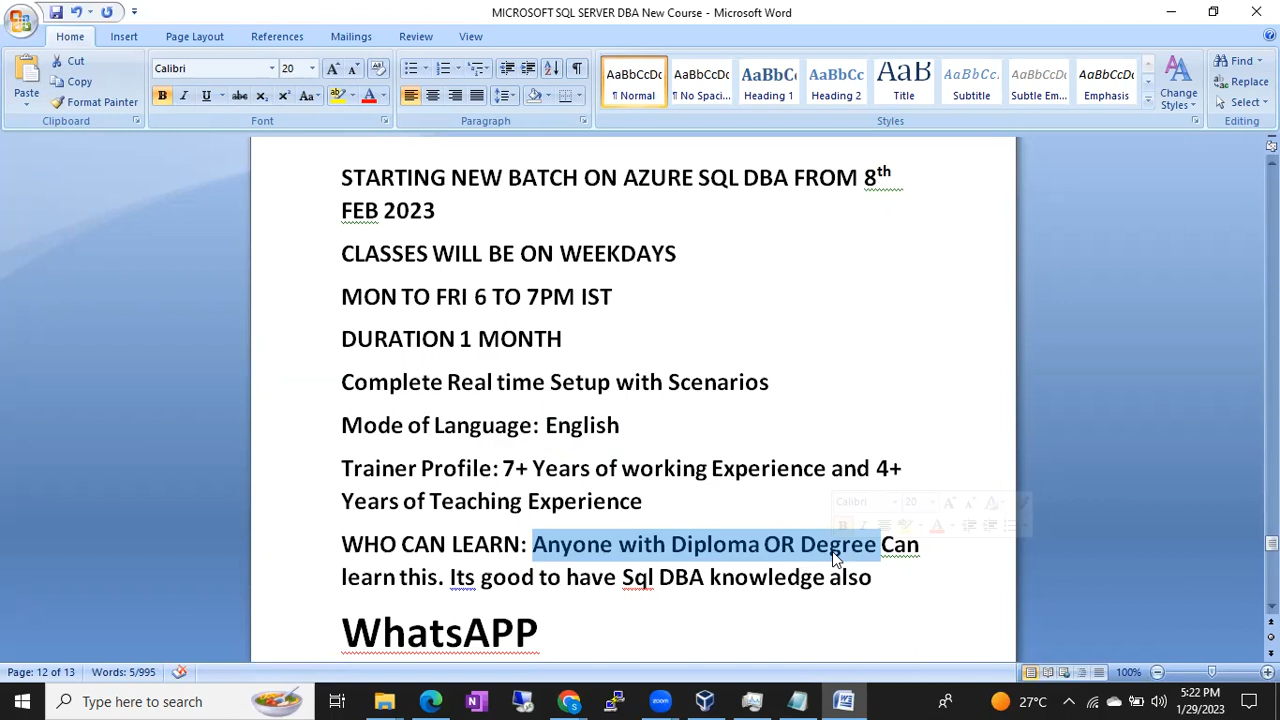 MICROSOFT SQL SERVER DBA New Course - Microsoft Word
Home Insert Page Layout References Mailings Review View
Paste
Cut
Copy
Format Painter
Clipboard
Calibri 20
Font
Paragraph
AaBbCcDc AaBbCcDc AaBbCc AaBbCc AaB AaBbCc. AaBbCcDc AaBbCcDc
¶ Normal ¶ No Spaci... Heading 1 Heading 2 Title Subtitle Subtle Em... Emphasis
Change Styles
Styles
Find
Replace
Select
Editing
STARTING NEW BATCH ON AZURE SQL DBA FROM 8th
FEB 2023
CLASSES WILL BE ON WEEKDAYS
MON TO FRI 6 TO 7PM IST
DURATION 1 MONTH
Complete Real time Setup with Scenarios
Mode of Language: English
Trainer Profile: 7+ Years of working Experience and 4+
Years of Teaching Experience
Calibri 20
WHO CAN LEARN: Anyone with Diploma OR Degree Can
learn this. Its good to have Sql DBA knowledge also
WhatsAPP
Page: 12 of 13 Words: 5/995 100%
Type here to search
zoom
27°C
5:22 PM
1/29/2023